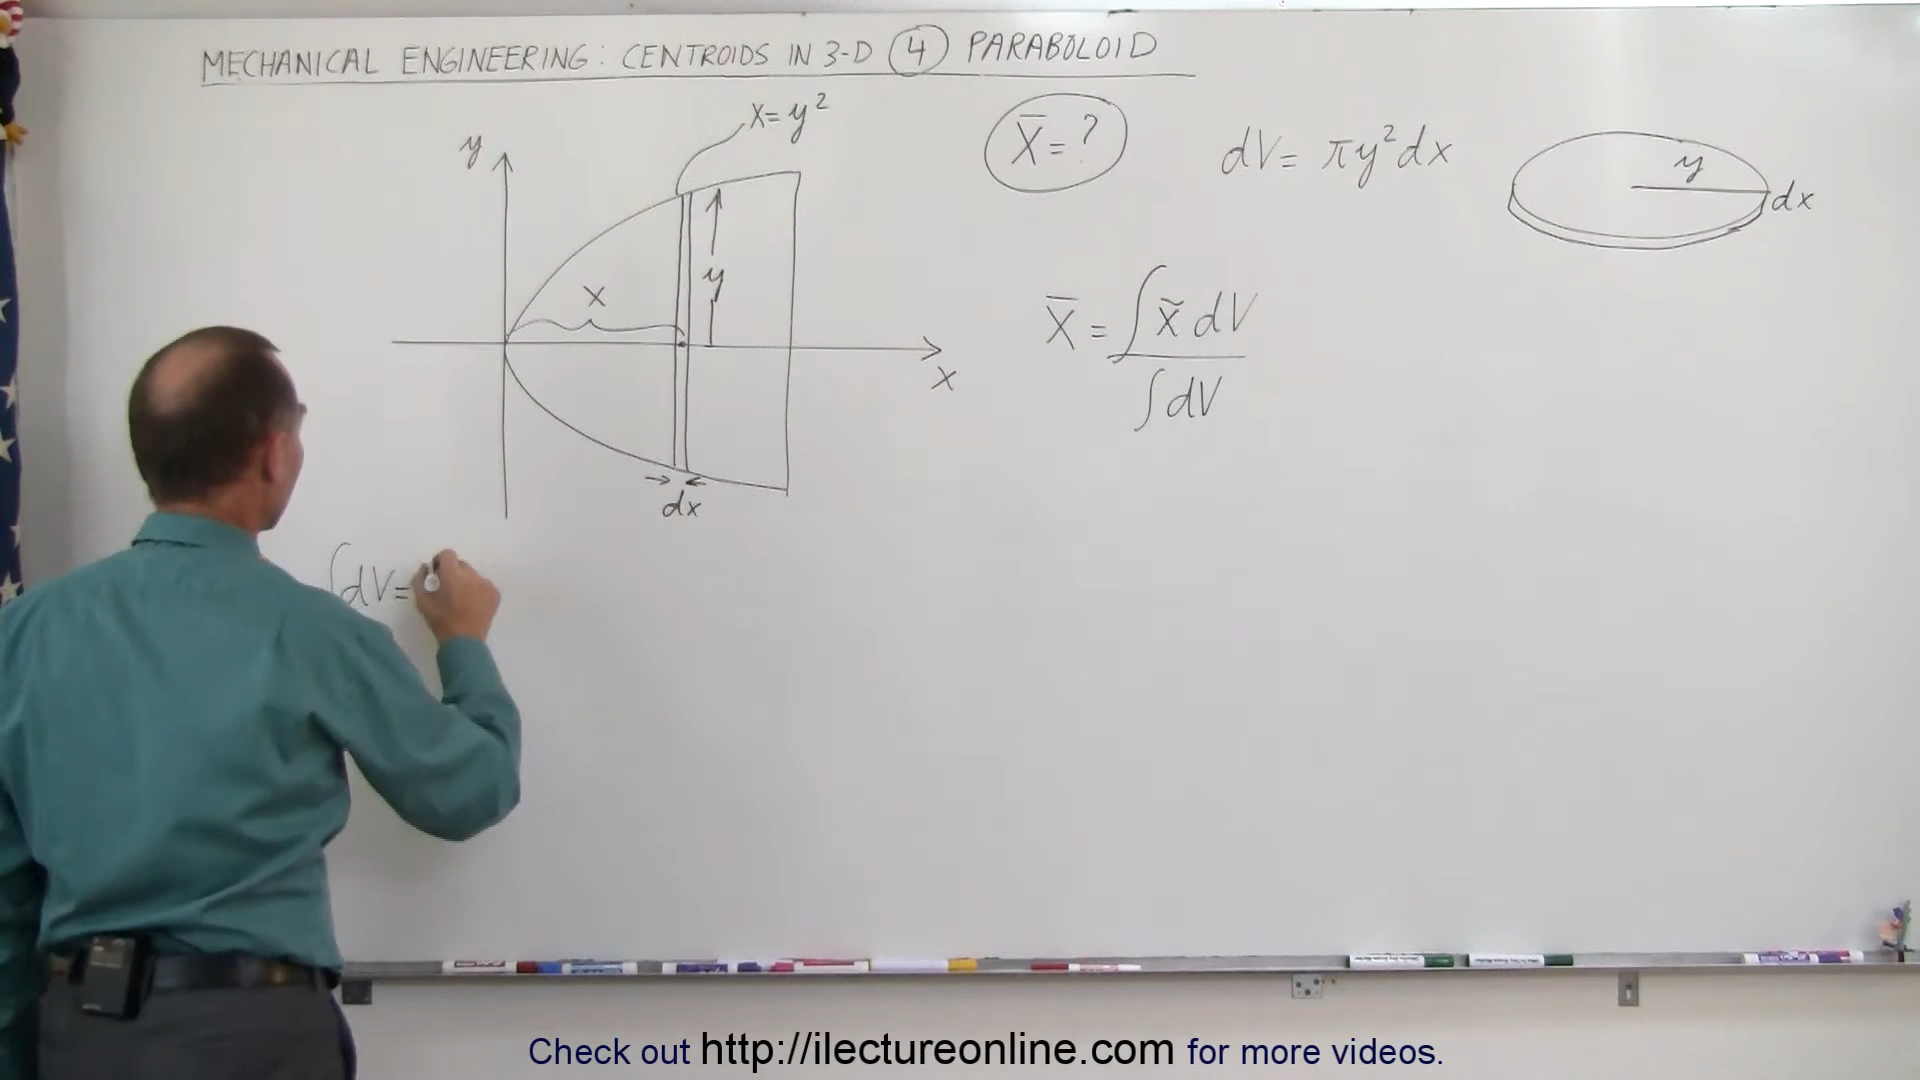 MECHANICAL ENGINEERING: CENTROIDS IN 3-D 4 PARABOLOID
x=y²
y
x̄=?
dV= πy²dx
y
dx
x
y
x̄ = ∫x̃ dV
∫dV
x
dx
∫dV=
Check out http://ilectureonline.com for more videos.